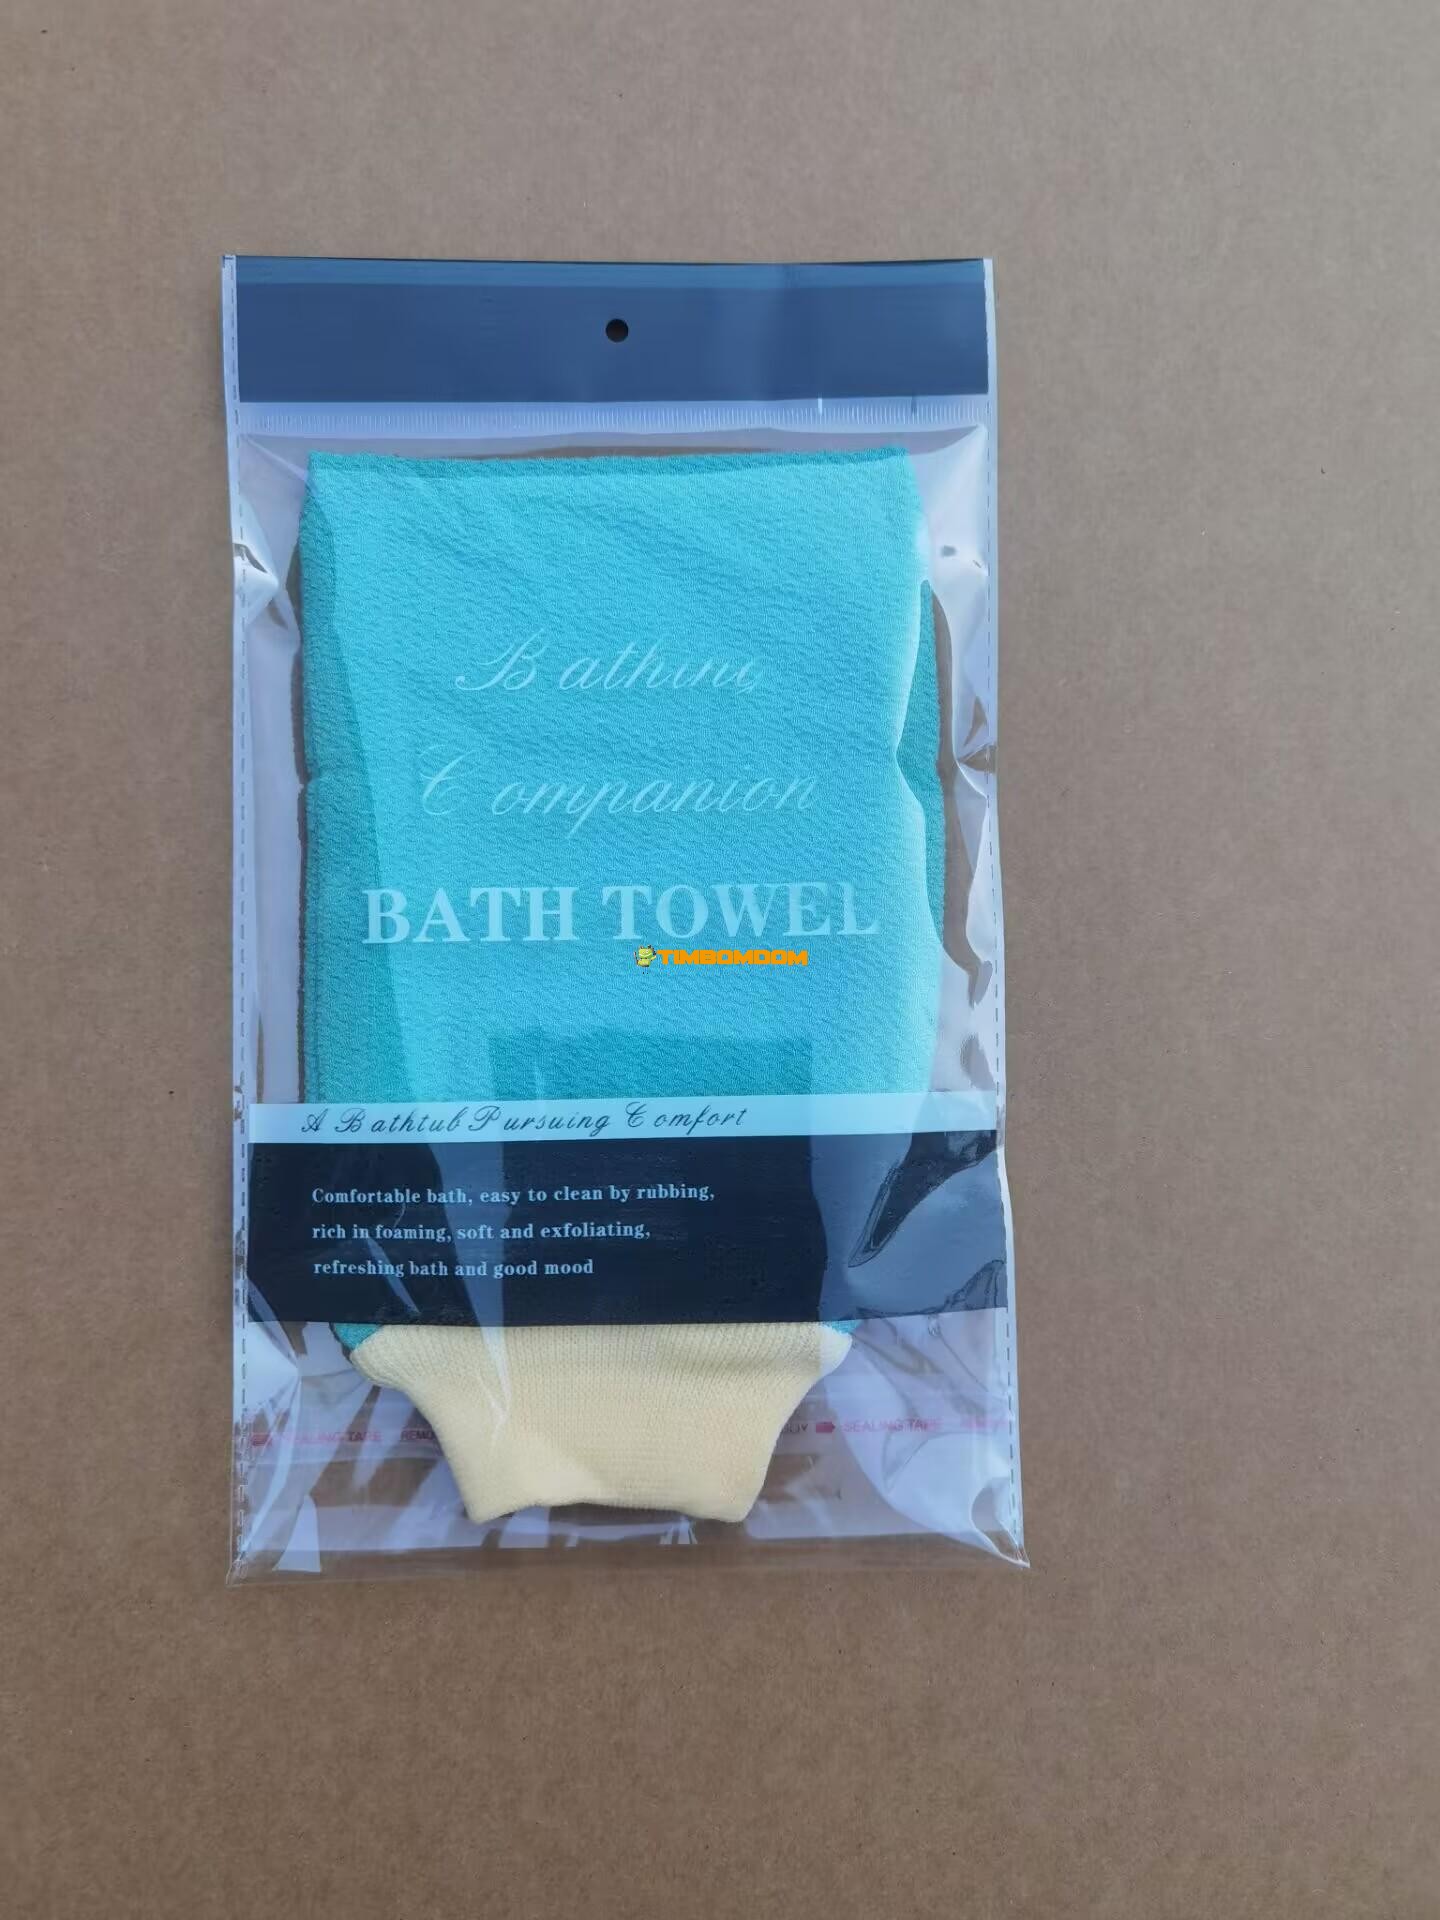 Bathing
Companion
BATH TOWEL
TIMBOMDOM
A Bathtub Pursuing Comfort
Comfortable bath, easy to clean by rubbing,
rich in foaming, soft and exfoliating,
refreshing bath and good mood
SEALING TAPE
SEALING TAPE